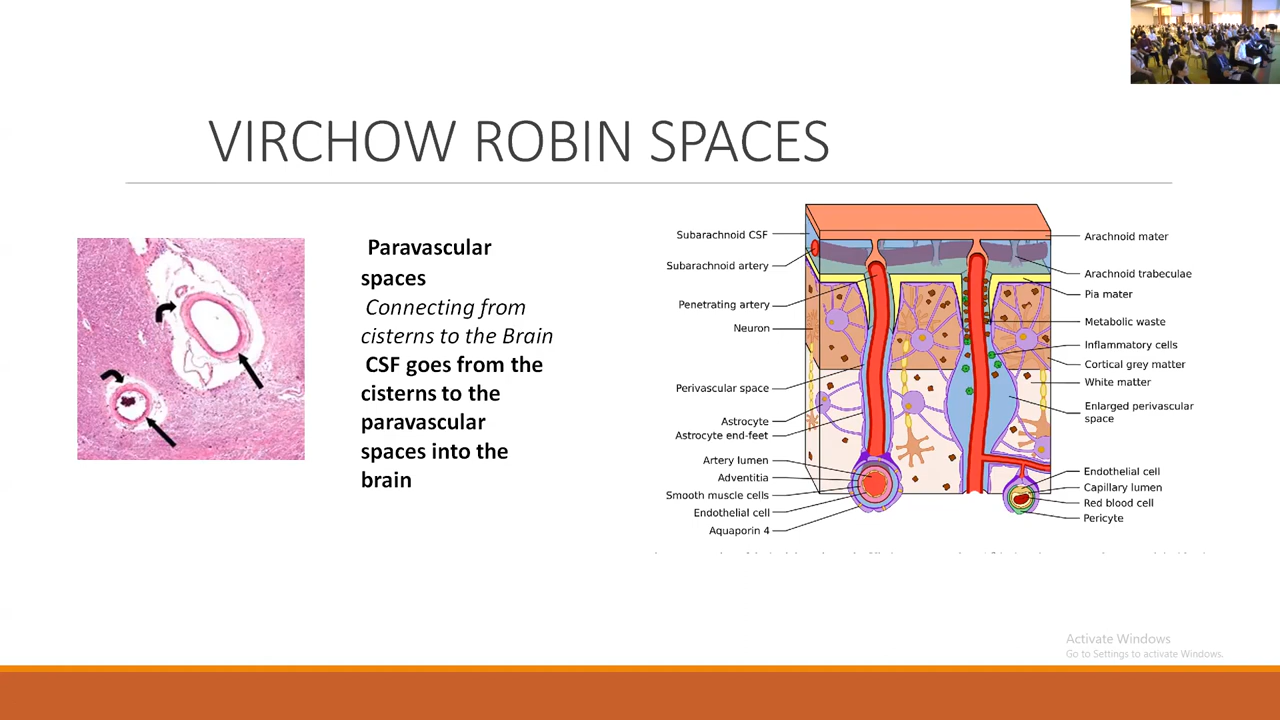 VIRCHOW ROBIN SPACES
Paravascular
spaces
Connecting from
cisterns to the Brain
CSF goes from the
cisterns to the
paravascular
spaces into the
brain
Subarachnoid CSF
Subarachnoid artery
Penetrating artery
Neuron
Perivascular space
Astrocyte
Astrocyte end-feet
Artery lumen
Adventitia
Smooth muscle cells
Endothelial cell
Aquaporin 4
Arachnoid mater
Arachnoid trabeculae
Pia mater
Metabolic waste
Inflammatory cells
Cortical grey matter
White matter
Enlarged perivascular
space
Endothelial cell
Capillary lumen
Red blood cell
Pericyte
Activate Windows
Go to Settings to activate Windows.